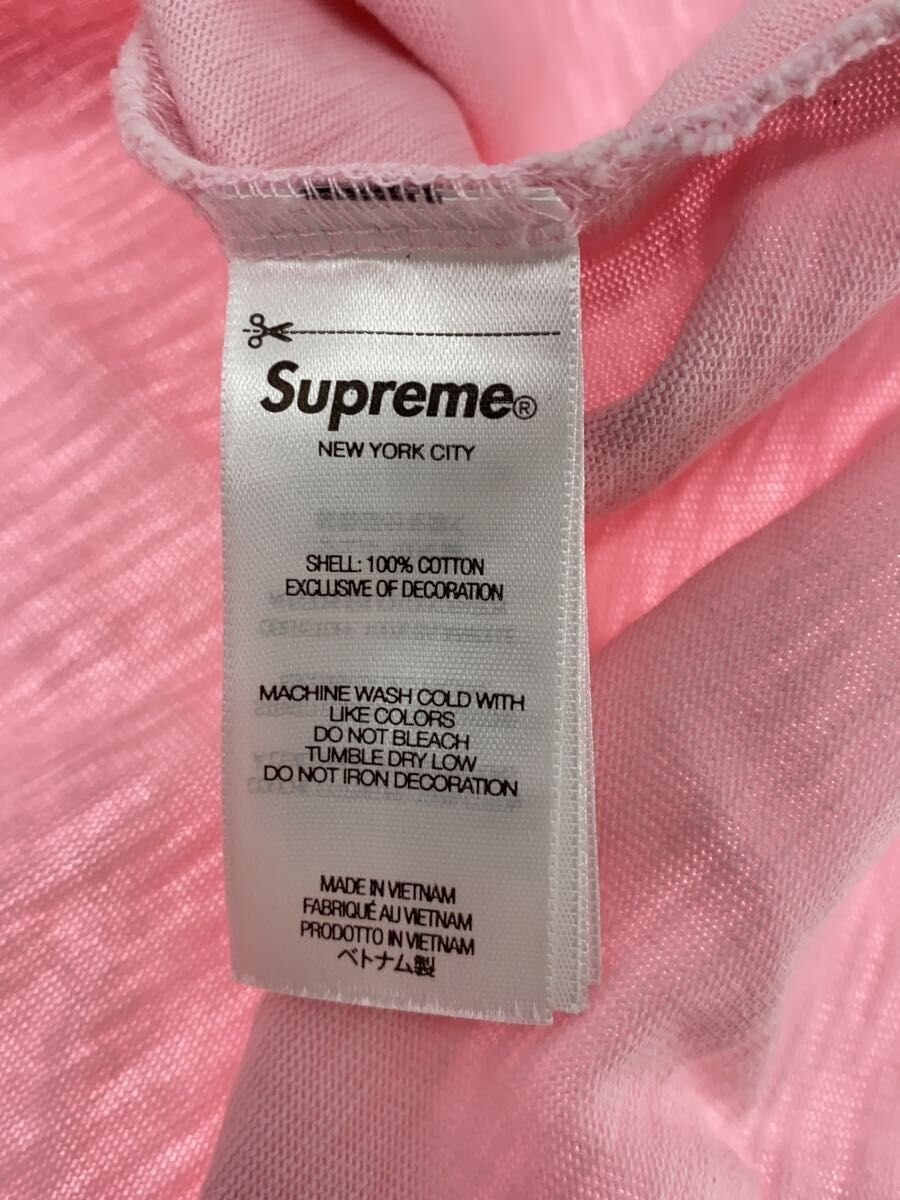 Supreme®
NEW YORK CITY
SHELL: 100% COTTON
EXCLUSIVE OF DECORATION
MACHINE WASH COLD WITH
LIKE COLORS
DO NOT BLEACH
TUMBLE DRY LOW
DO NOT IRON DECORATION
MADE IN VIETNAM
FABRIQUÉ AU VIETNAM
PRODOTTO IN VIETNAM
ベトナム製